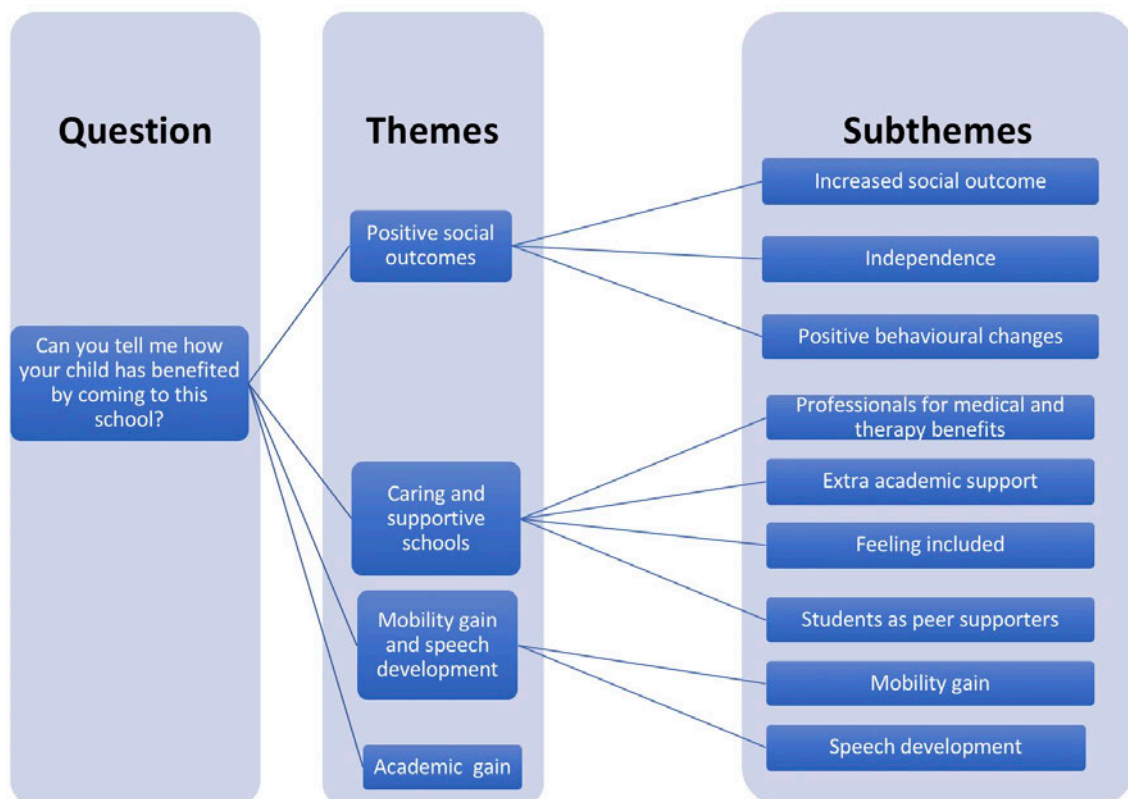 Question
Can you tell me how
your child has benefited
by coming to this
school?
Themes
Positive social
outcomes
Caring and
supportive
schools
Mobility gain
and speech
development
Academic gain
Subthemes
Increased social outcome
Independence
Positive behavioural changes
Professionals for medical and
therapy benefits
Extra academic support
Feeling included
Students as peer supporters
Mobility gain
Speech development